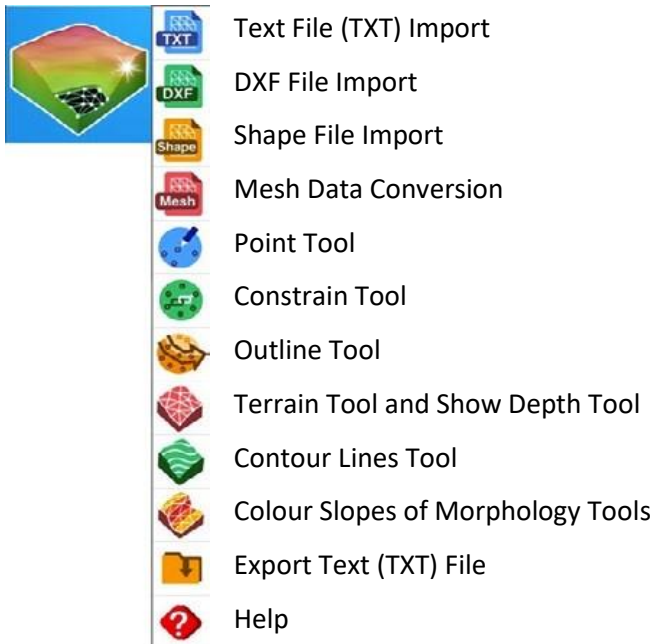 TXT Text File (TXT) Import
DXF DXF File Import
Shape Shape File Import
Mesh Mesh Data Conversion
Point Tool
Constrain Tool
Outline Tool
Terrain Tool and Show Depth Tool
Contour Lines Tool
Colour Slopes of Morphology Tools
Export Text (TXT) File
? Help